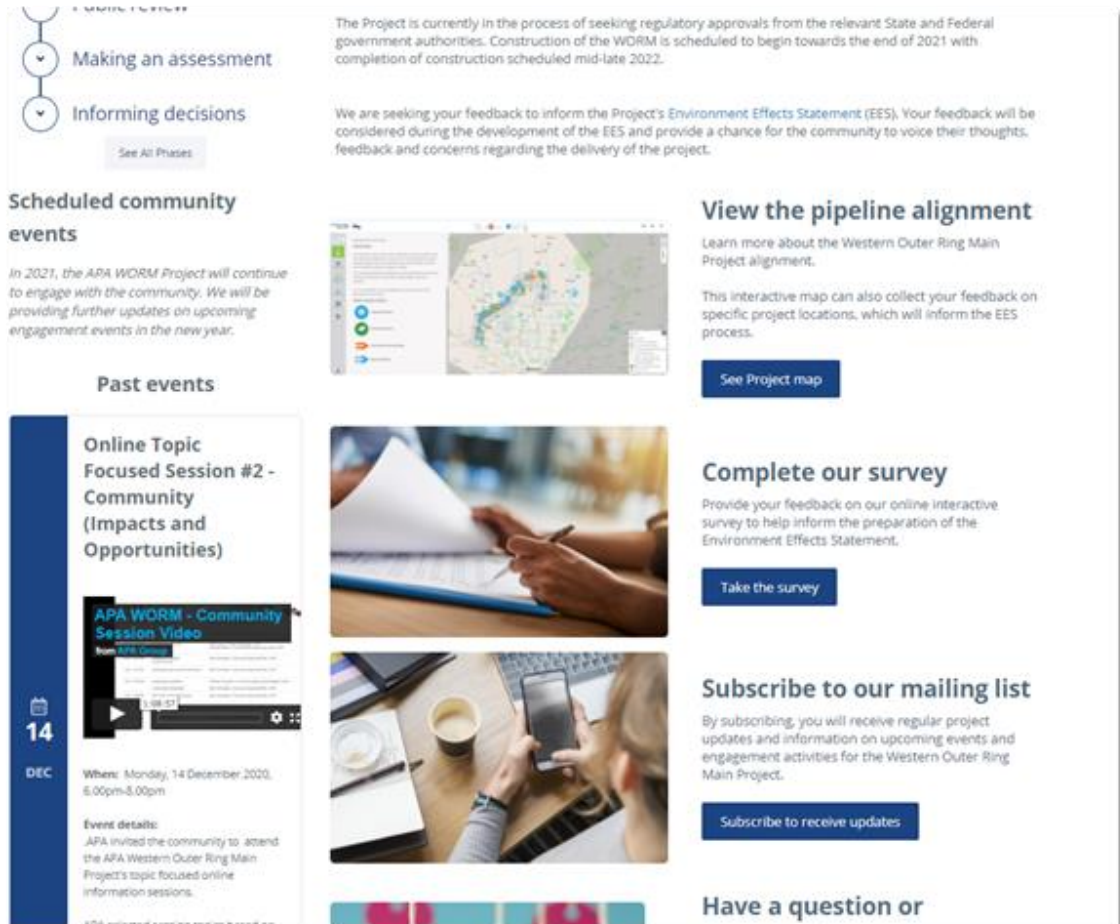 Public review
Making an assessment
Informing decisions
See All Phases
Scheduled community
events
In 2021, the APA WORM Project will continue
to engage with the community. We will be
providing further updates on upcoming
engagement events in the new year.
Past events
Online Topic
Focused Session #2 -
Community
(Impacts and
Opportunities)
APA WORM - Community
Session Video
from APA Group
1:08:57
14
DEC
When: Monday, 14 December 2020,
6.00pm-8.00pm
Event details:
.APA invited the community to attend
the APA Western Outer Ring Main
Project's topic focused online
information sessions.
The Project is currently in the process of seeking regulatory approvals from the relevant State and Federal
government authorities. Construction of the WORM is scheduled to begin towards the end of 2021 with
completion of construction scheduled mid-late 2022.
We are seeking your feedback to inform the Project's Environment Effects Statement (EES). Your feedback will be
considered during the development of the EES and provide a chance for the community to voice their thoughts,
feedback and concerns regarding the delivery of the project.
View the pipeline alignment
Learn more about the Western Outer Ring Main
Project alignment.
This interactive map can also collect your feedback on
specific project locations, which will inform the EES
process.
See Project map
Complete our survey
Provide your feedback on our online interactive
survey to help inform the preparation of the
Environment Effects Statement.
Take the survey
Subscribe to our mailing list
By subscribing, you will receive regular project
updates and information on upcoming events and
engagement activities for the Western Outer Ring
Main Project.
Subscribe to receive updates
Have a question or